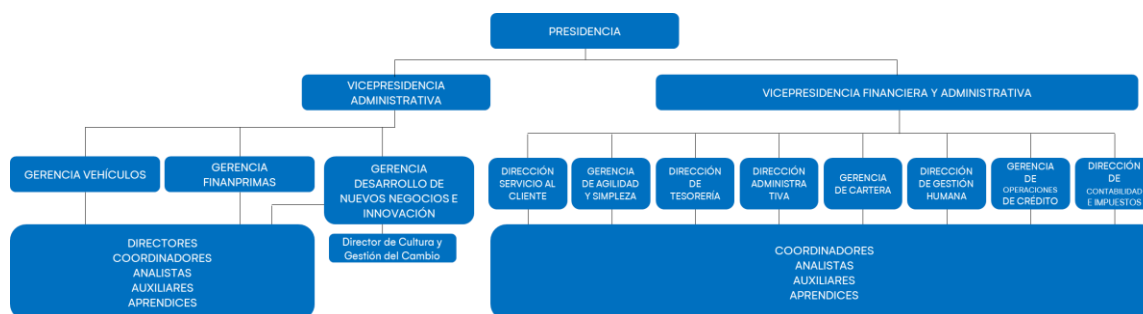 PRESIDENCIA
VICEPRESIDENCIA
ADMINISTRATIVA
VICEPRESIDENCIA FINANCIERA Y ADMINISTRATIVA
GERENCIA VEHÍCULOS
GERENCIA
FINANPRIMAS
GERENCIA
DESARROLLO DE
NUEVOS NEGOCIOS E
INNOVACIÓN
DIRECCIÓN
SERVICIO AL
CLIENTE
GERENCIA
DE AGILIDAD
Y SIMPLEZA
DIRECCIÓN
DE
TESORERÍA
DIRECCIÓN
ADMINISTRA
TIVA
GERENCIA
DE CARTERA
DIRECCIÓN
DE GESTIÓN
HUMANA
GERENCIA
DE
OPERACIONES
DE CRÉDITO
DIRECCIÓN
DE
CONTABILIDAD
E IMPUESTOS
DIRECTORES
COORDINADORES
ANALISTAS
AUXILIARES
APRENDICES
Director de Cultura y
Gestión del Cambio
COORDINADORES
ANALISTAS
AUXILIARES
APRENDICES